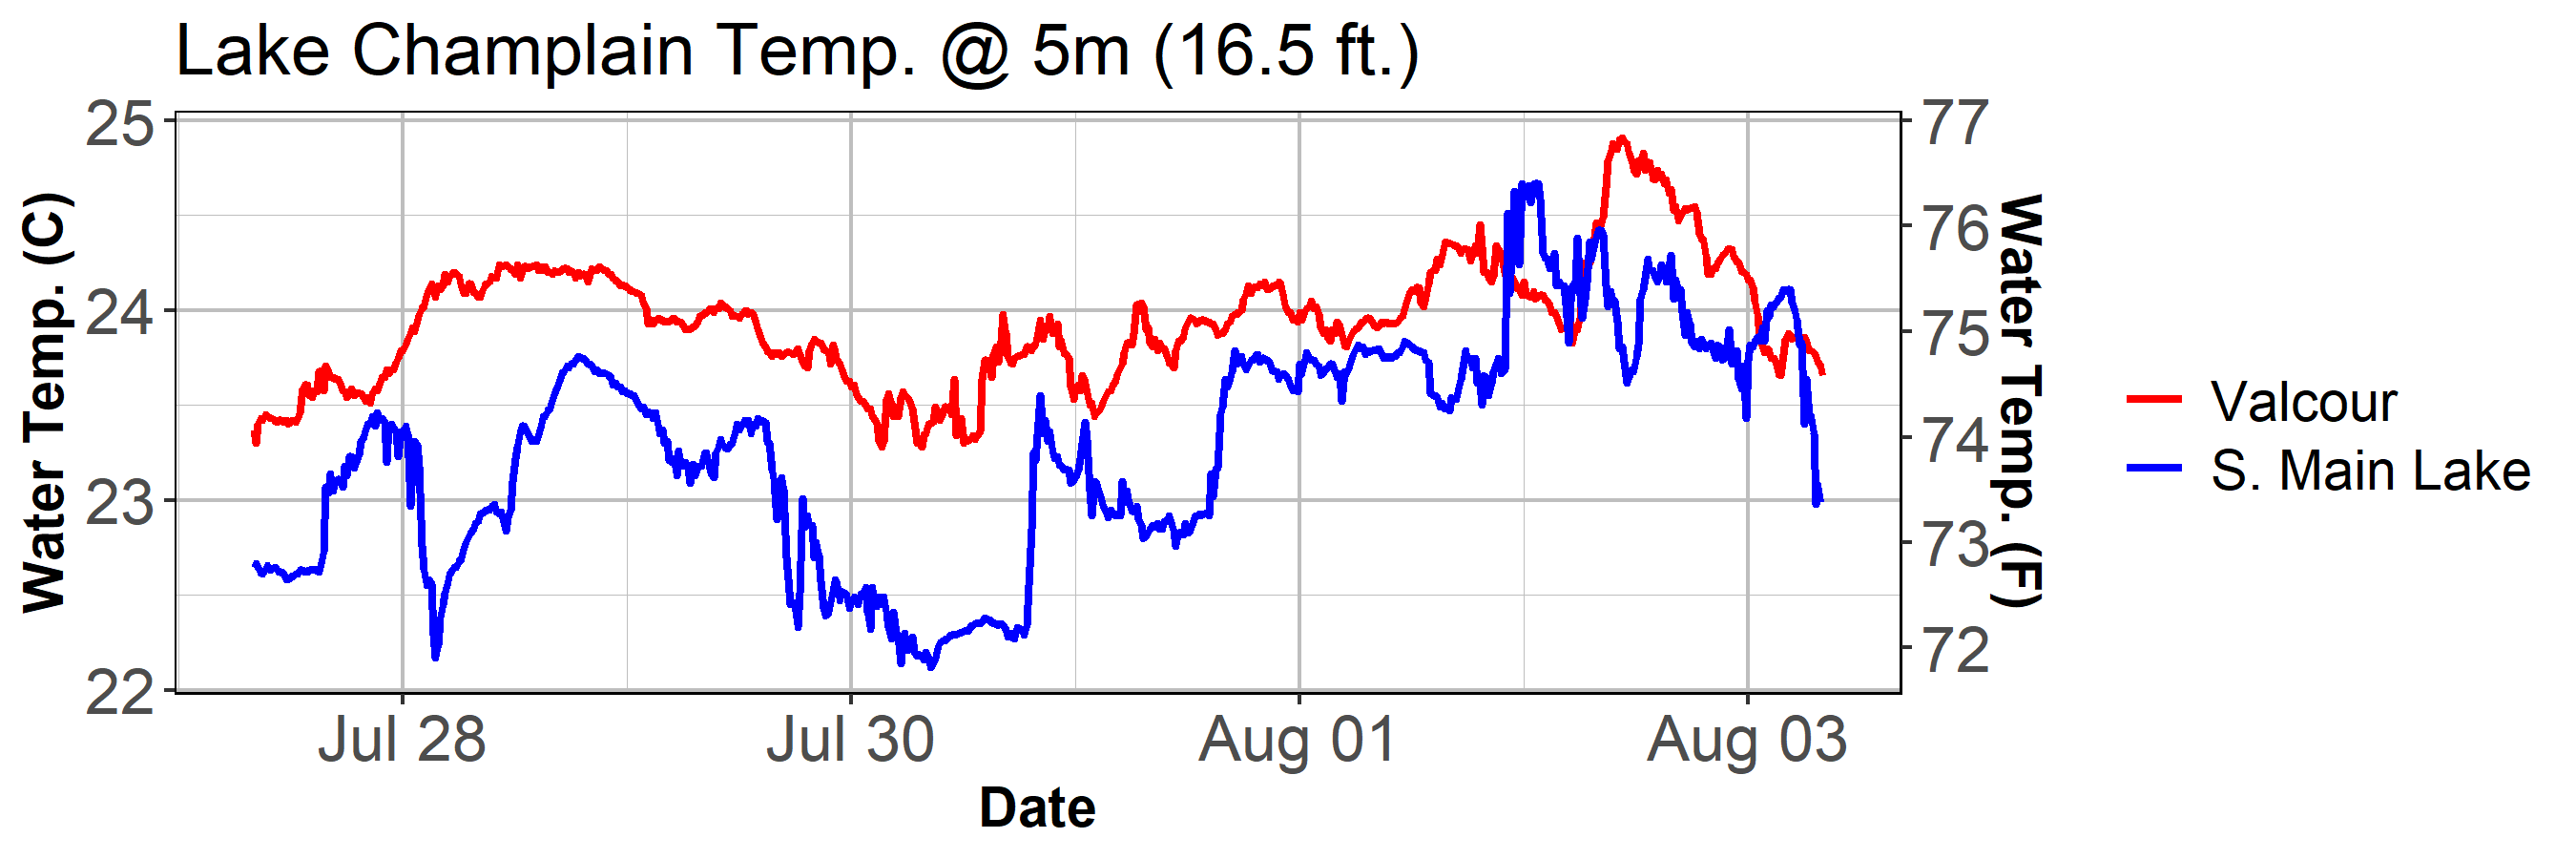 Lake Champlain Temp. @ 5m (16.5 ft.)
25
24
23
22
Water Temp. (C)
77
76
75
74
73
72
Water Temp. (F)
Jul 28
Jul 30
Aug 01
Aug 03
Date
Valcour
S. Main Lake